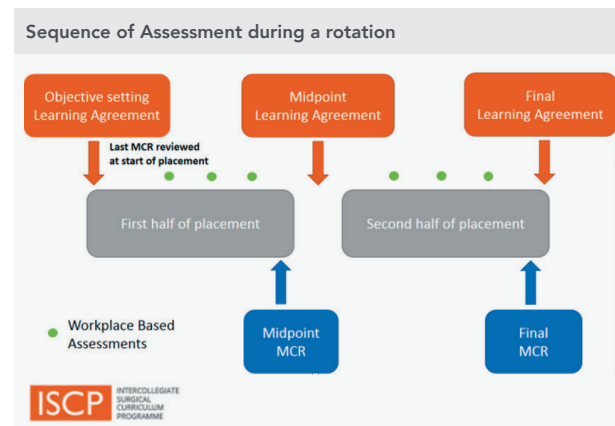 Sequence of Assessment during a rotation
Objective setting
Learning Agreement
Midpoint
Learning Agreement
Final
Learning Agreement
Last MCR reviewed
at start of placement
First half of placement
Second half of placement
Workplace Based
Assessments
Midpoint
MCR
Final
MCR
ISCP
INTERCOLLEGIATE
SURGICAL
CURRICULUM
PROGRAMME